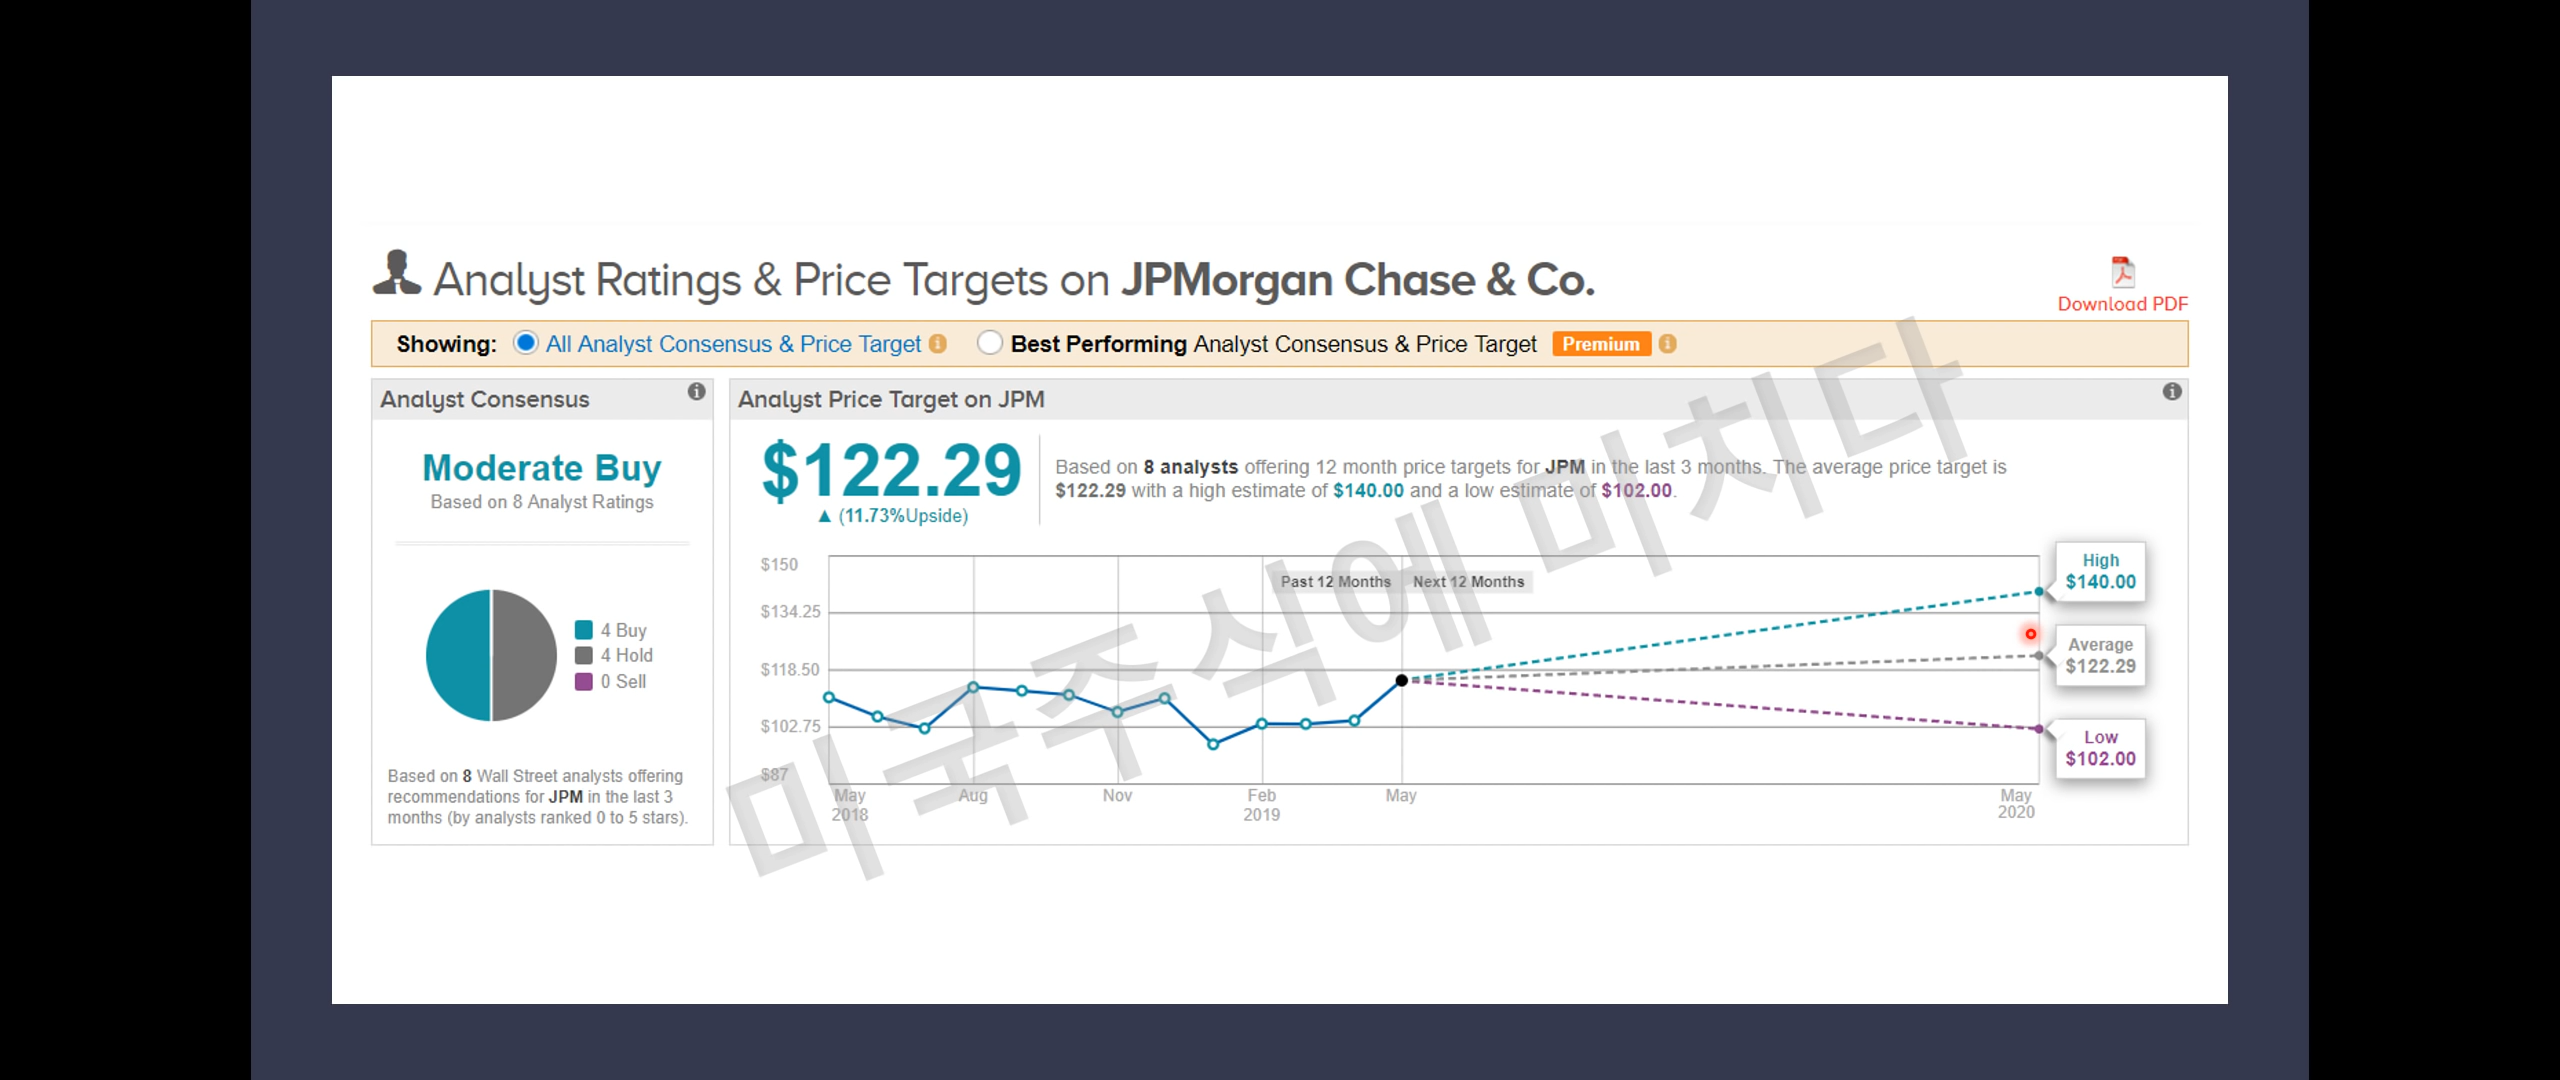 Analyst Ratings & Price Targets on JPMorgan Chase & Co.
Download PDF
Showing: All Analyst Consensus & Price Target Best Performing Analyst Consensus & Price Target Premium
Analyst Consensus
Moderate Buy
Based on 8 Analyst Ratings
4 Buy
4 Hold
0 Sell
Based on 8 Wall Street analysts offering
recommendations for JPM in the last 3
months (by analysts ranked 0 to 5 stars).
Analyst Price Target on JPM
$122.29
▲ (11.73%Upside)
Based on 8 analysts offering 12 month price targets for JPM in the last 3 months. The average price target is
$122.29 with a high estimate of $140.00 and a low estimate of $102.00.
$150
$134.25
$118.50
$102.75
$87
Past 12 Months Next 12 Months
High
$140.00
Average
$122.29
Low
$102.00
May Aug Nov Feb May May
2018 2019 2020
미국주식에 미치다